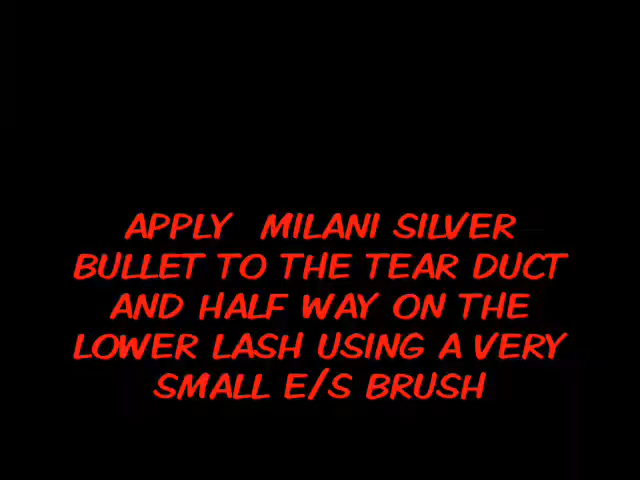 APPLY MILANI SILVER
BULLET TO THE TEAR DUCT
AND HALF WAY ON THE
LOWER LASH USING A VERY
SMALL E/S BRUSH